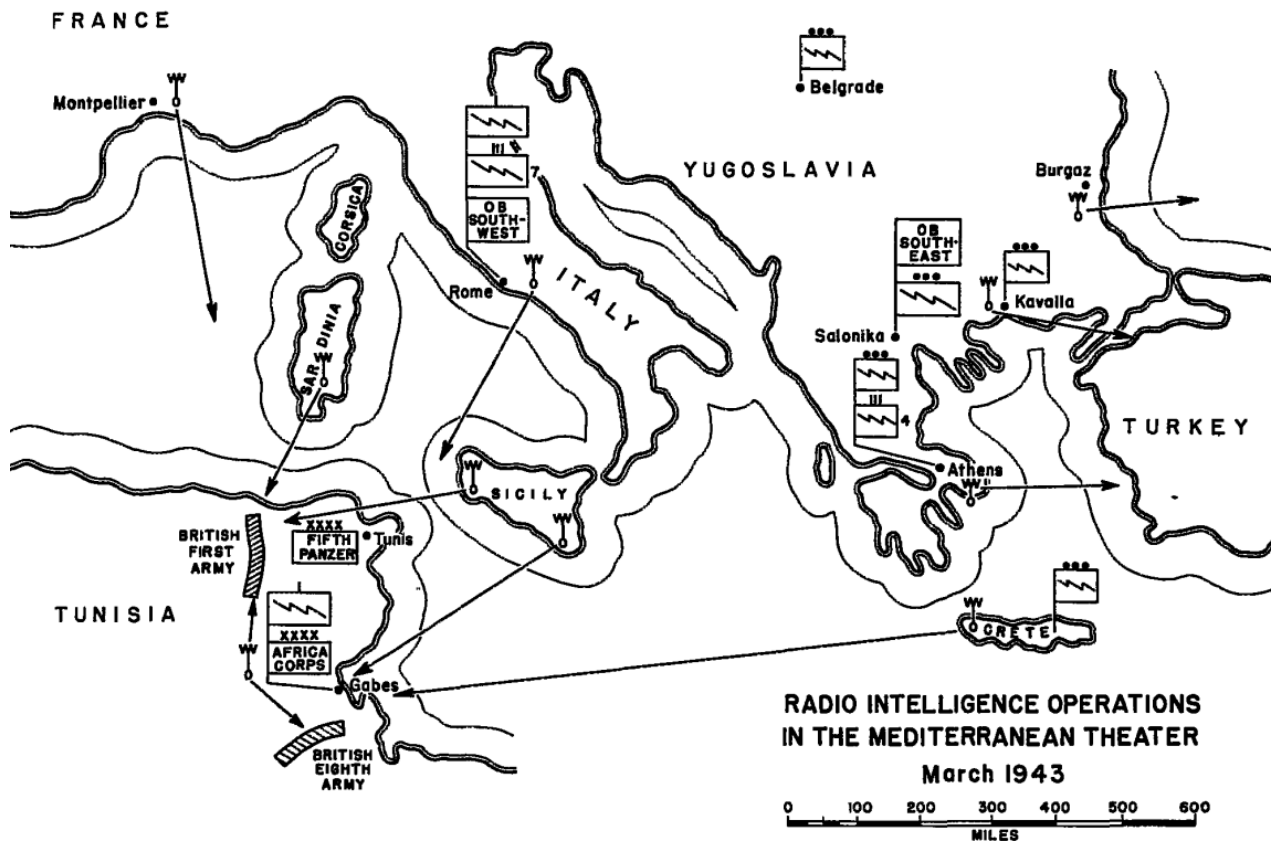 FRANCE
Montpellier
Belgrade
YUGOSLAVIA
Burgaz
CORSICA
7
OB
SOUTH-
WEST
OB
SOUTH-
EAST
Rome
ITALY
Kavalla
SARDINIA
Salonika
4
TURKEY
Athens
SICILY
BRITISH
FIRST
ARMY
XXXX
FIFTH
PANZER
Tunis
TUNISIA
XXXX
AFRICA
CORPS
CRETE
Gabes
BRITISH
EIGHTH
ARMY
RADIO INTELLIGENCE OPERATIONS
IN THE MEDITERRANEAN THEATER
March 1943
0 100 200 300 400 500 600
MILES